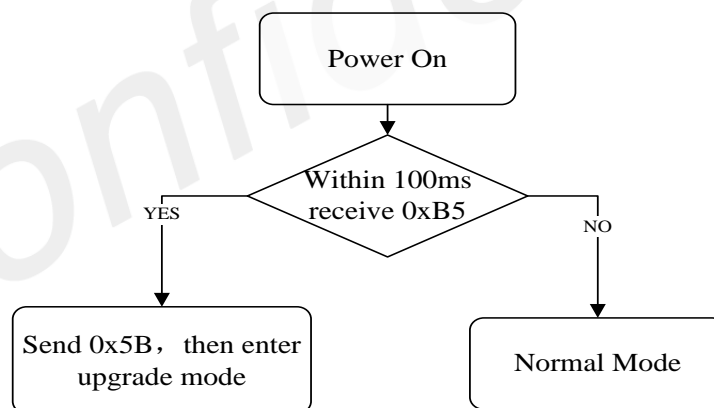 Power On
Within 100ms
receive 0xB5
YES
NO
Send 0x5B，then enter
upgrade mode
Normal Mode